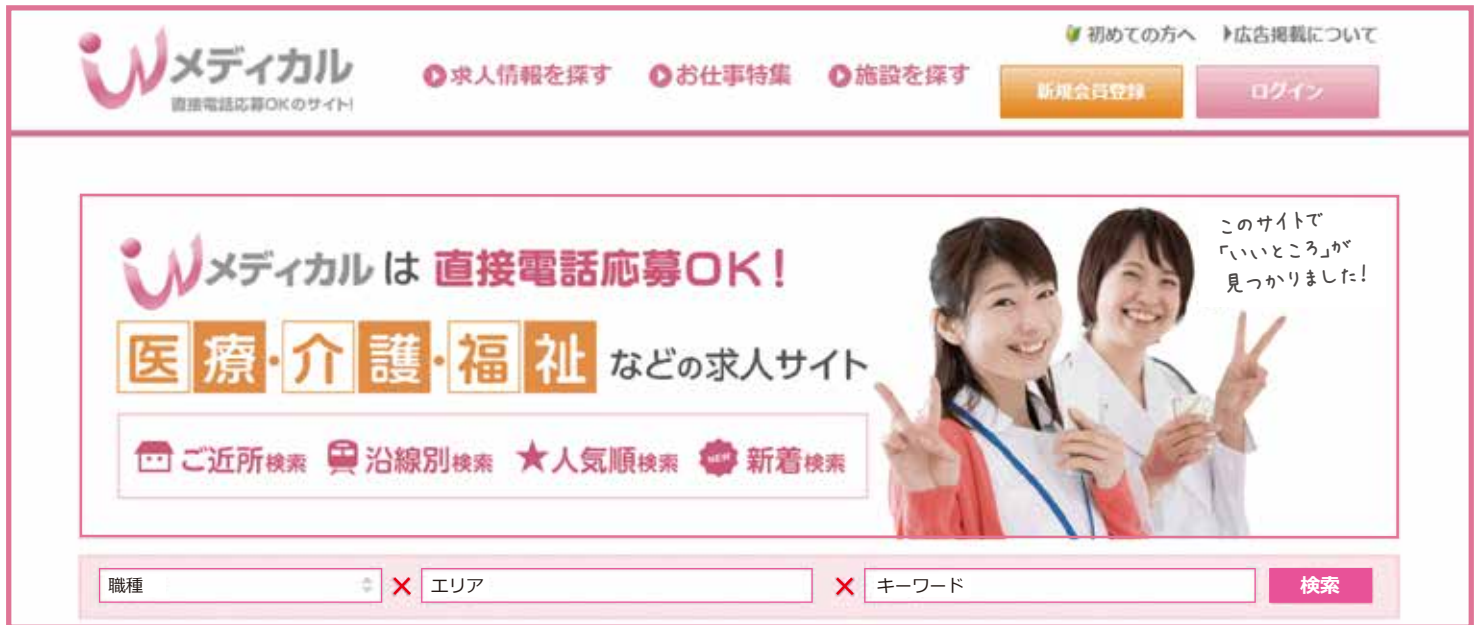 初めての方へ 広告掲載について
メディカル
直接電話応募OKのサイト!
求人情報を探す お仕事特集 施設を探す
新規会員登録 ログイン
メディカル は 直接電話応募OK!
医療・介護・福祉 などの求人サイト
ご近所検索 沿線別検索 ★人気順検索 NEW 新着検索
このサイトで
「いいところ」が
見つかりました!
職種 × エリア × キーワード 検索